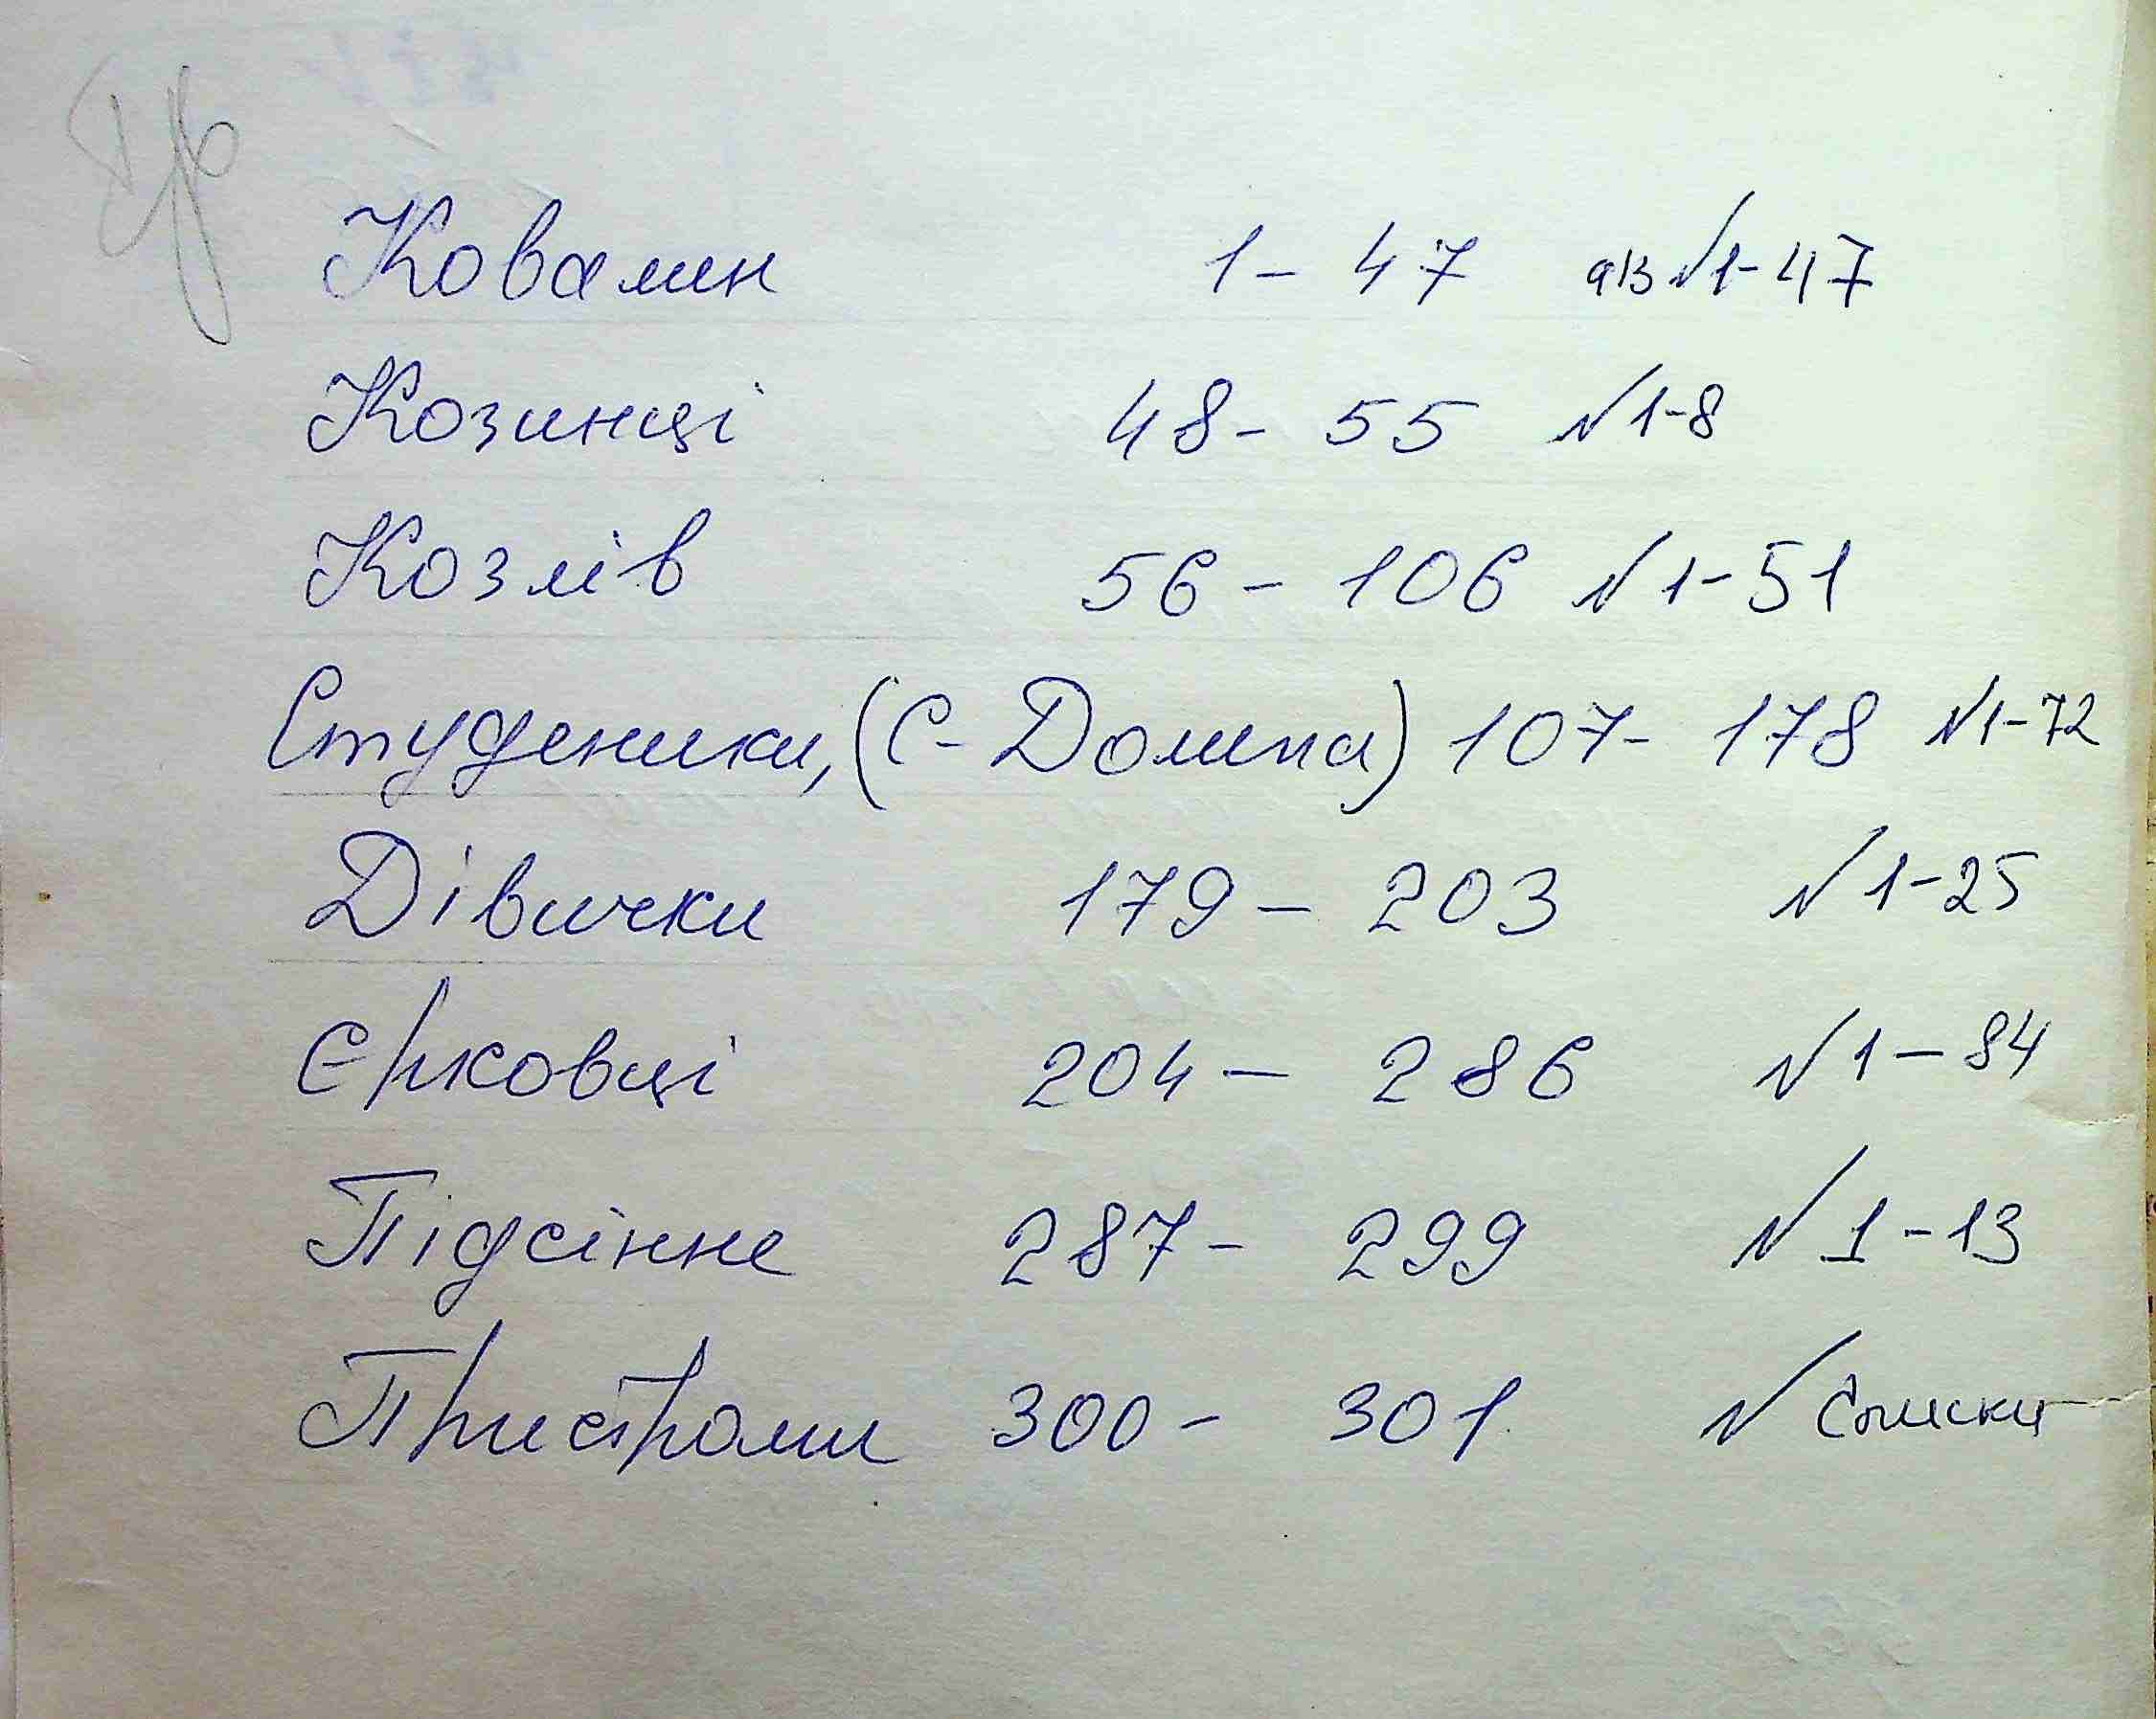 Ковалин 1 - 47 а/з №1-47
Козинці 48 - 55 №1-8
Козлів 56 - 106 №1-51
Студеники, (С- Долина) 107- 178 №1-72
Дівички 179 - 203 №1-25
Єрковці 204 - 286 №1-84
Підсінне 287 - 299 №1-13
Пристроми 300 - 301 № Списки